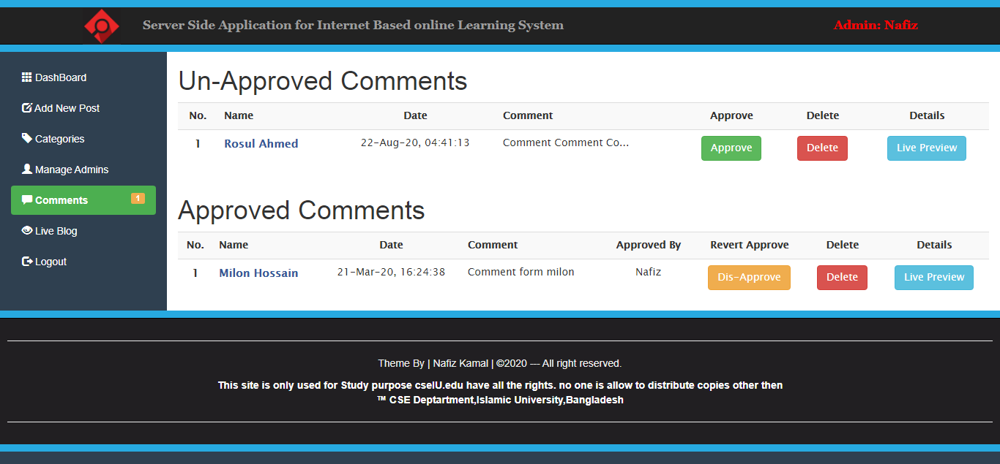 Server Side Application for Internet Based online Learning System
Admin: Nafiz
DashBoard
Add New Post
Categories
Manage Admins
Comments 1
Live Blog
Logout
Un-Approved Comments
No. Name Date Comment Approve Delete Details
1 Rosul Ahmed 22-Aug-20, 04:41:13 Comment Comment Co... Approve Delete Live Preview
Approved Comments
No. Name Date Comment Approved By Revert Approve Delete Details
1 Milon Hossain 21-Mar-20, 16:24:38 Comment form milon Nafiz Dis-Approve Delete Live Preview
Theme By | Nafiz Kamal | ©2020 --- All right reserved.
This site is only used for Study purpose cseIU.edu have all the rights. no one is allow to distribute copies other then
™ CSE Deptartment,Islamic University,Bangladesh